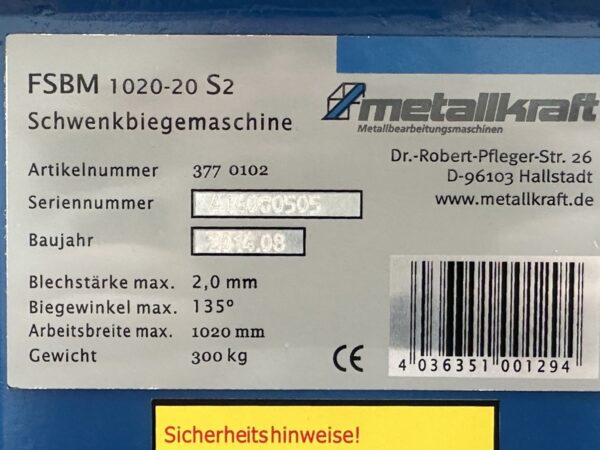 FSBM 1020-20 S2
Schwenkbiegemaschine
metallkraft
Metallbearbeitungsmaschinen
Dr.-Robert-Pfleger-Str. 26
D-96103 Hallstadt
www.metallkraft.de
Artikelnummer 377 0102
Seriennummer
Baujahr 2014.08
Blechstärke max. 2,0 mm
Biegewinkel max. 135°
Arbeitsbreite max. 1020 mm
Gewicht 300 kg
CE
4 036351 001294
Sicherheitshinweise!